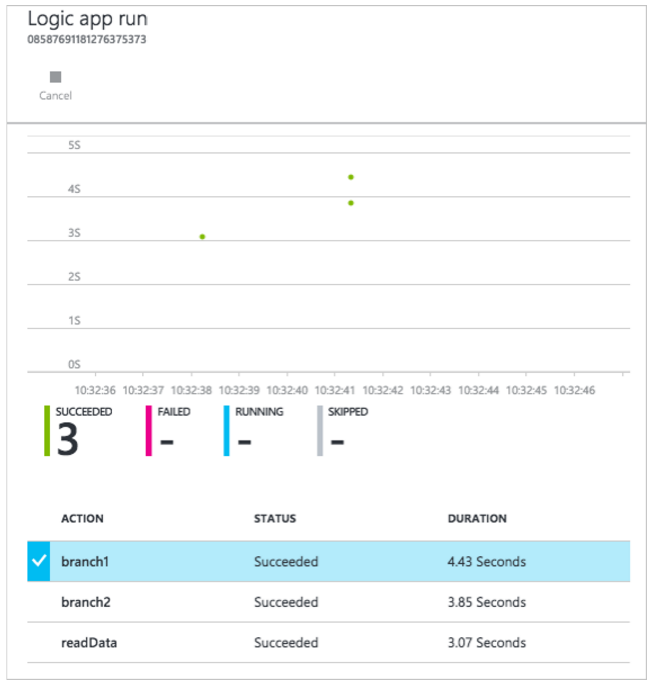 Logic app run
08587691181276375373
Cancel
5S
4S
3S
2S
1S
0S
10:32:36 10:32:37 10:32:38 10:32:39 10:32:40 10:32:41 10:32:42 10:32:43 10:32:44 10:32:45 10:32:46
SUCCEEDED FAILED RUNNING SKIPPED
3 - - -
ACTION STATUS DURATION
branch1 Succeeded 4.43 Seconds
branch2 Succeeded 3.85 Seconds
readData Succeeded 3.07 Seconds